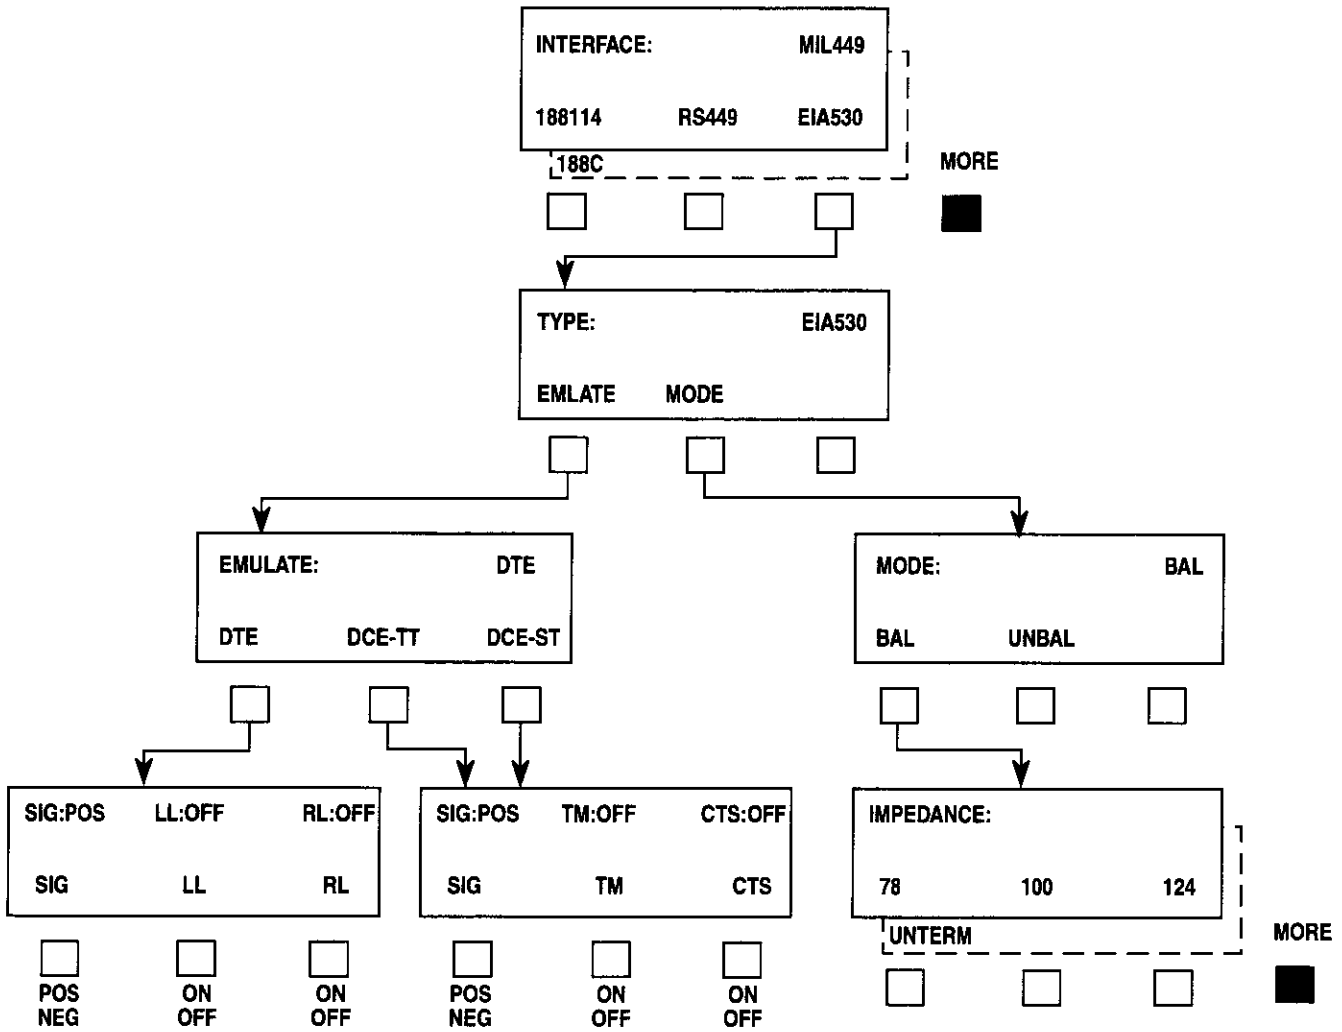 INTERFACE: MIL449
188114 RS449 EIA530
188C
MORE
TYPE: EIA530
EMLATE MODE
EMULATE: DTE
DTE DCE-TT DCE-ST
MODE: BAL
BAL UNBAL
SIG:POS LL:OFF RL:OFF
SIG LL RL
POS ON ON
NEG OFF OFF
SIG:POS TM:OFF CTS:OFF
SIG TM CTS
POS ON ON
NEG OFF OFF
IMPEDANCE:
78 100 124
UNTERM
MORE